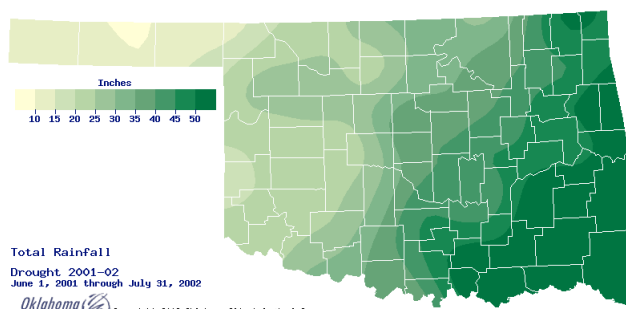 Inches
10 15 20 25 30 35 40 45 50
Total Rainfall
Drought 2001-02
June 1, 2001 through July 31, 2002
Oklahoma